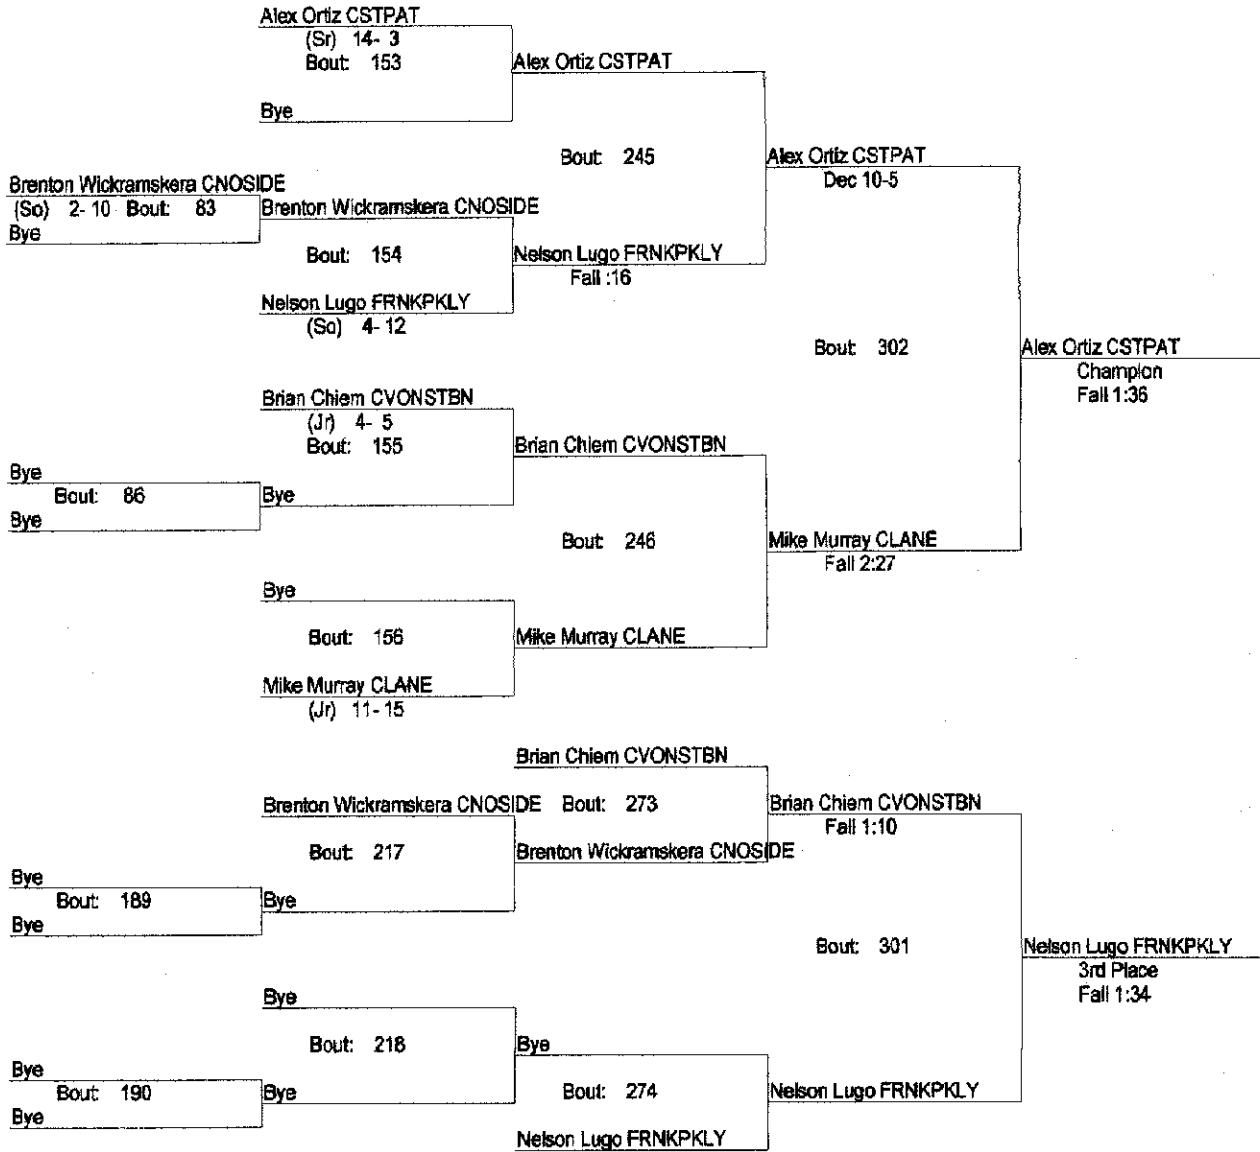 Alex Ortiz CSTPAT
(Sr) 14- 3
Bout: 153
Alex Ortiz CSTPAT
Bye
Bout: 245
Alex Ortiz CSTPAT
Dec 10-5
Brenton Wickramskera CNOSIDE
(So) 2- 10 Bout: 83
Brenton Wickramskera CNOSIDE
Bye
Bout: 154
Nelson Lugo FRNKPKLY
Fall :16
Nelson Lugo FRNKPKLY
(So) 4- 12
Bout: 302
Alex Ortiz CSTPAT
Champion
Fall 1:36
Brian Chiem CVONSTBN
(Jr) 4- 5
Bout: 155
Brian Chiem CVONSTBN
Bye
Bout: 86
Bye
Bye
Bout: 246
Mike Murray CLANE
Fall 2:27
Bye
Bout: 156
Mike Murray CLANE
Mike Murray CLANE
(Jr) 11- 15
Brian Chiem CVONSTBN
Brenton Wickramskera CNOSIDE
Bout: 273
Brian Chiem CVONSTBN
Fall 1:10
Bout: 217
Brenton Wickramskera CNOSIDE
Bye
Bout: 189
Bye
Bye
Bout: 301
Nelson Lugo FRNKPKLY
3rd Place
Fall 1:34
Bye
Bout: 218
Bye
Bye
Bout: 190
Bye
Bye
Bout: 274
Nelson Lugo FRNKPKLY
Nelson Lugo FRNKPKLY